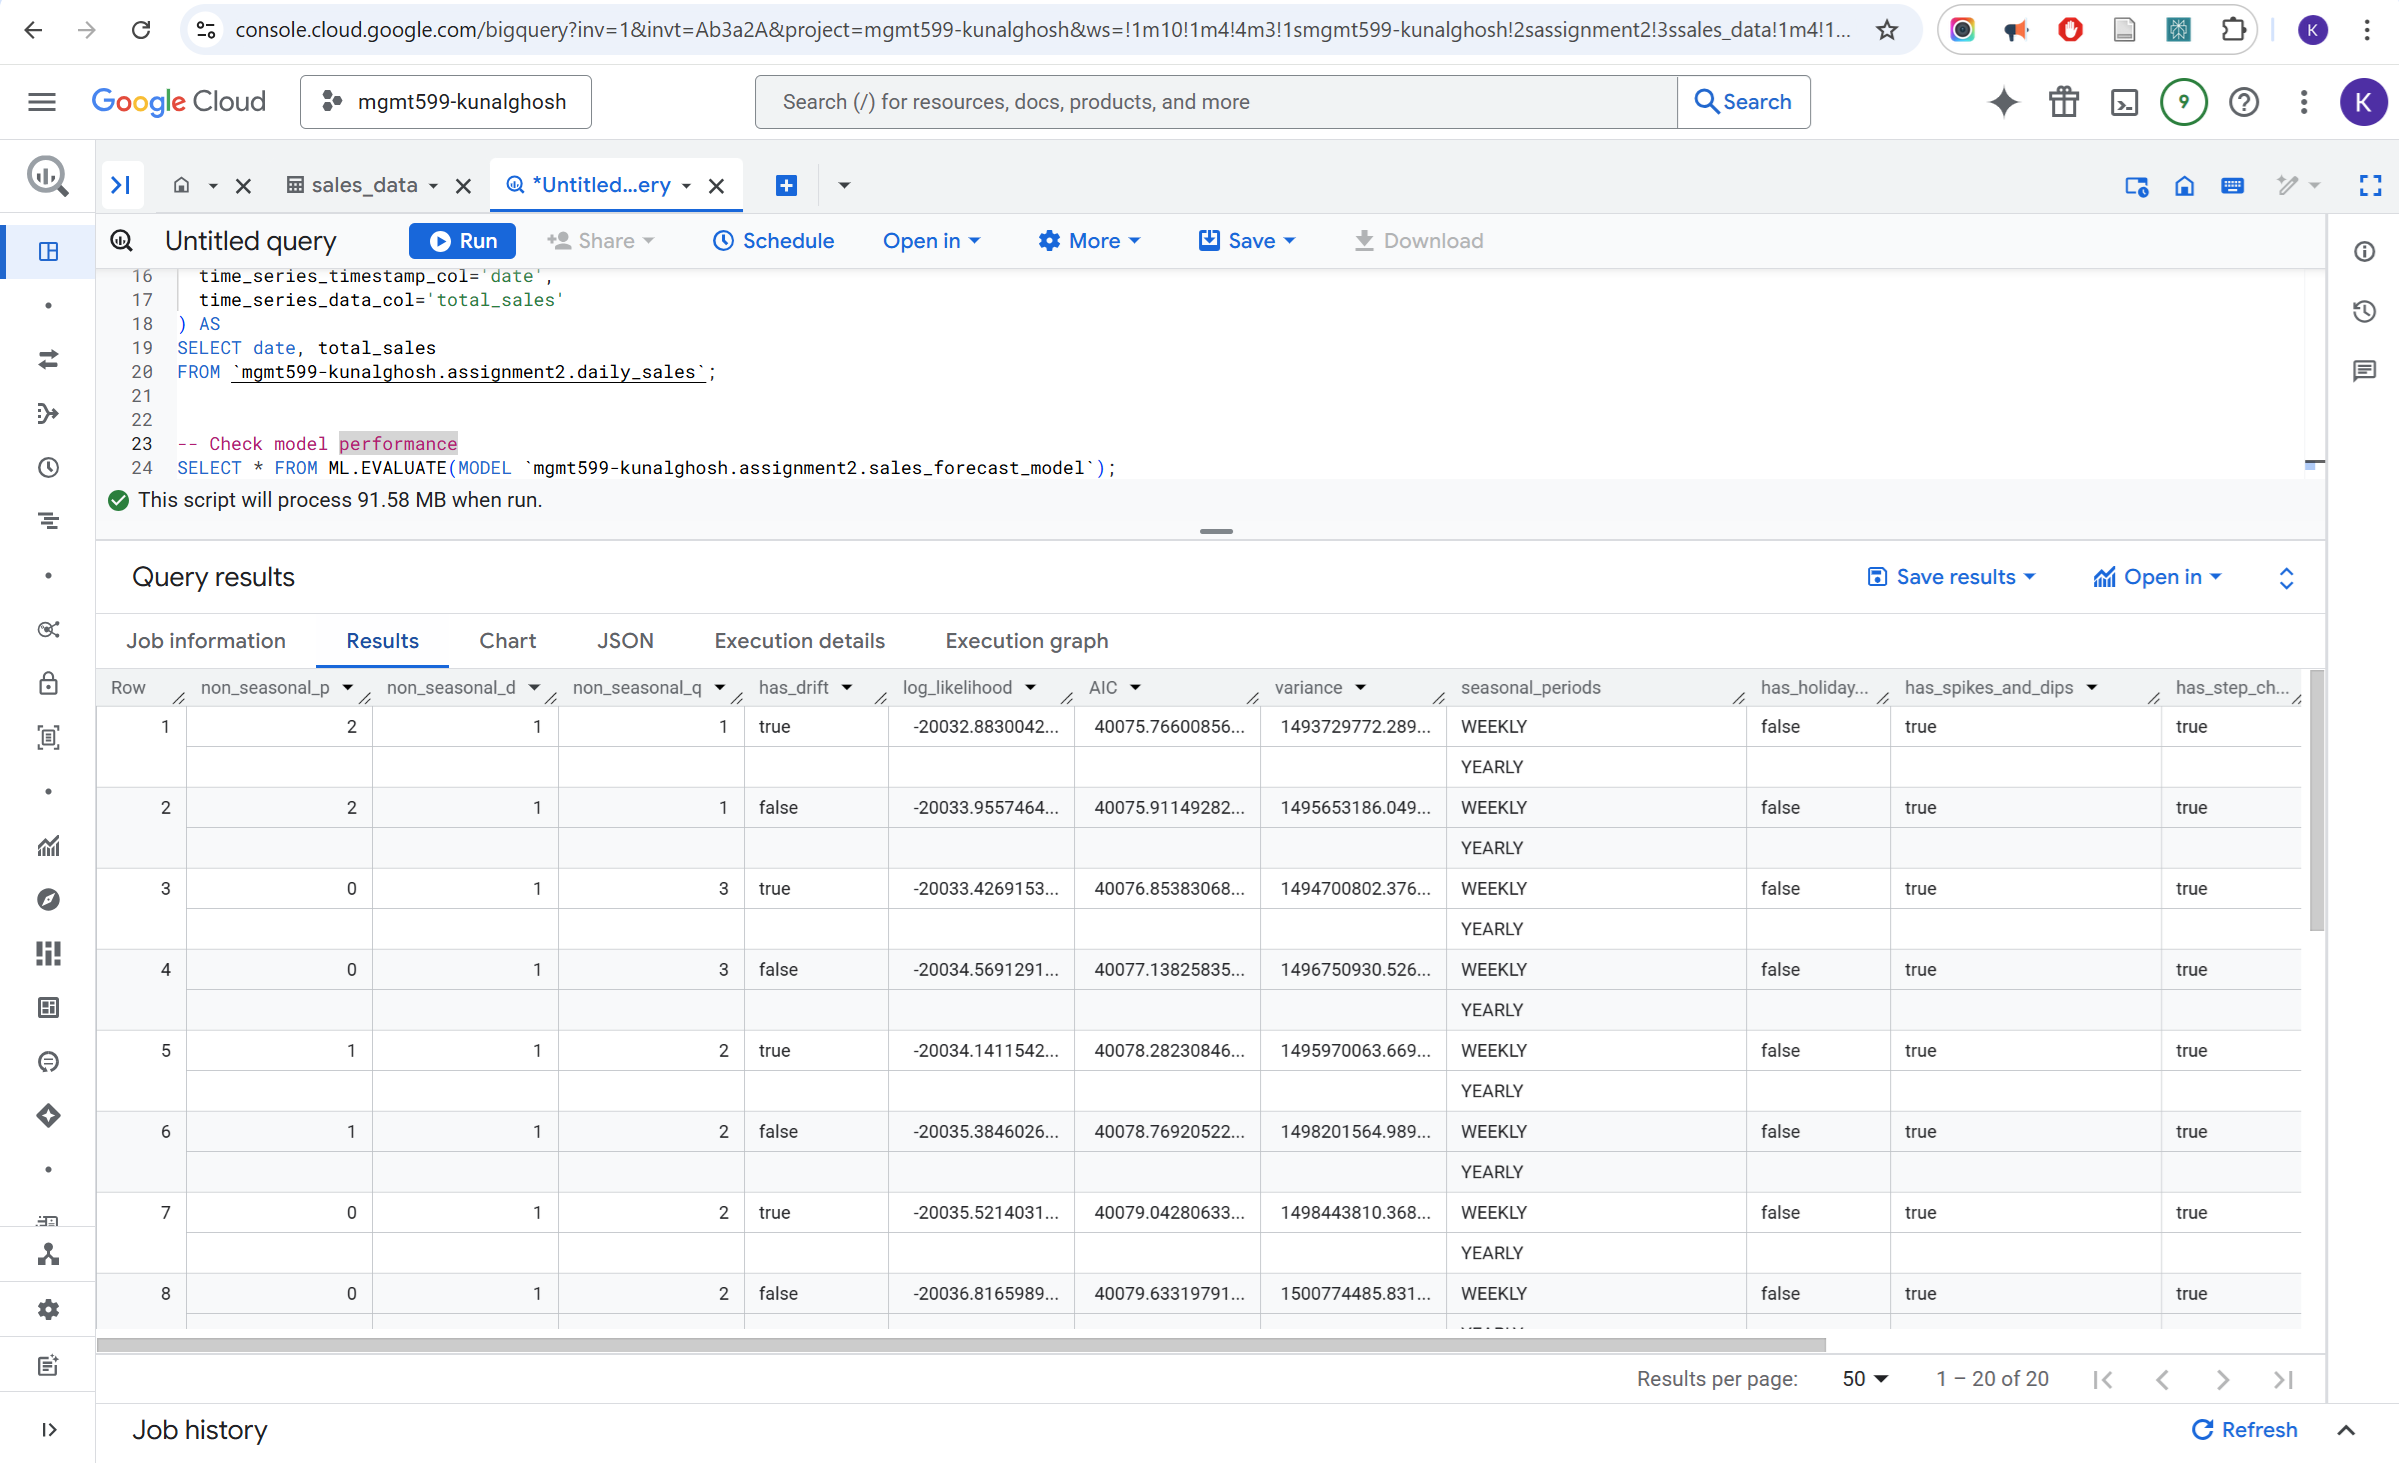 console.cloud.google.com/bigquery?inv=1&invt=Ab3a2A&project=mgmt599-kunalghosh&ws=!1m10!1m4!4m3!1smgmt599-kunalghosh!2sassignment2!3ssales_data!1m4!1... K
Google Cloud mgmt599-kunalghosh Search (/) for resources, docs, products, and more Search 9 K
sales_data *Untitled...ery
Untitled query Run Share Schedule Open in More Save Download
16 time_series_timestamp_col='date',
17 time_series_data_col='total_sales'
18 ) AS
19 SELECT date, total_sales
20 FROM `mgmt599-kunalghosh.assignment2.daily_sales`;
21
22
23 -- Check model performance
24 SELECT * FROM ML.EVALUATE(MODEL `mgmt599-kunalghosh.assignment2.sales_forecast_model`);
This script will process 91.58 MB when run.
Query results Save results Open in
Job information Results Chart JSON Execution details Execution graph
Row non_seasonal_p non_seasonal_d non_seasonal_q has_drift log_likelihood AIC variance seasonal_periods has_holiday... has_spikes_and_dips has_step_ch...
1 2 1 1 true -20032.8830042... 40075.76600856... 1493729772.289... WEEKLY false true true
YEARLY
2 2 1 1 false -20033.9557464... 40075.91149282... 1495653186.049... WEEKLY false true true
YEARLY
3 0 1 3 true -20033.4269153... 40076.85383068... 1494700802.376... WEEKLY false true true
YEARLY
4 0 1 3 false -20034.5691291... 40077.13825835... 1496750930.526... WEEKLY false true true
YEARLY
5 1 1 2 true -20034.1411542... 40078.28230846... 1495970063.669... WEEKLY false true true
YEARLY
6 1 1 2 false -20035.3846026... 40078.76920522... 1498201564.989... WEEKLY false true true
YEARLY
7 0 1 2 true -20035.5214031... 40079.04280633... 1498443810.368... WEEKLY false true true
YEARLY
8 0 1 2 false -20036.8165989... 40079.63319791... 1500774485.831... WEEKLY false true true
Results per page: 50 1 – 20 of 20
Job history Refresh